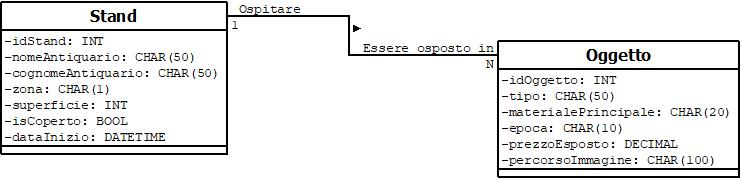 Stand
-idStand: INT
-nomeAntiquario: CHAR(50)
-cognomeAntiquario: CHAR(50)
-zona: CHAR(1)
-superficie: INT
-isCoperto: BOOL
-dataInizio: DATETIME
Ospitare
1
Essere osposto in
N
Oggetto
-idOggetto: INT
-tipo: CHAR(50)
-materialePrincipale: CHAR(20)
-epoca: CHAR(10)
-prezzoEsposto: DECIMAL
-percorsoImmagine: CHAR(100)